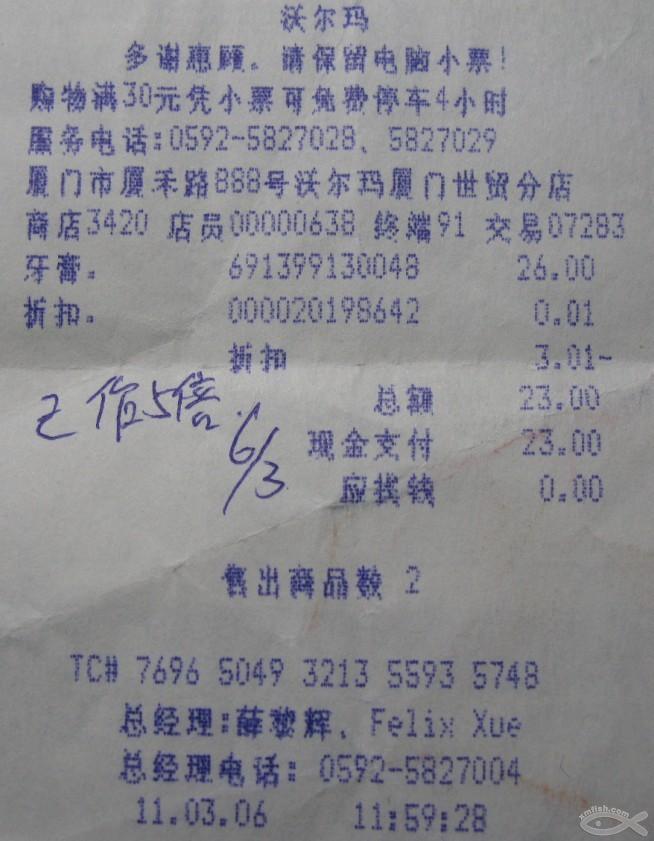 沃尔玛
多谢惠顾。请保留电脑小票!
购物满30元凭小票可免费停车4小时
服务电话:0592-5827028、5827029
厦门市厦禾路888号沃尔玛厦门世贸分店
商店3420 店员00000638 终端91 交易07283
牙膏. 691399130048 26.00
折扣. 000020198642 0.01
折扣 3.01-
总额 23.00
已 5倍. 6/3
现金支付 23.00
应找钱 0.00
售出商品数 2
TC# 7696 5049 3213 5593 5748
总经理:薛黎辉、Felix Xue
总经理电话: 0592-5827004
11.03.06 11:59:28
xmfish.com